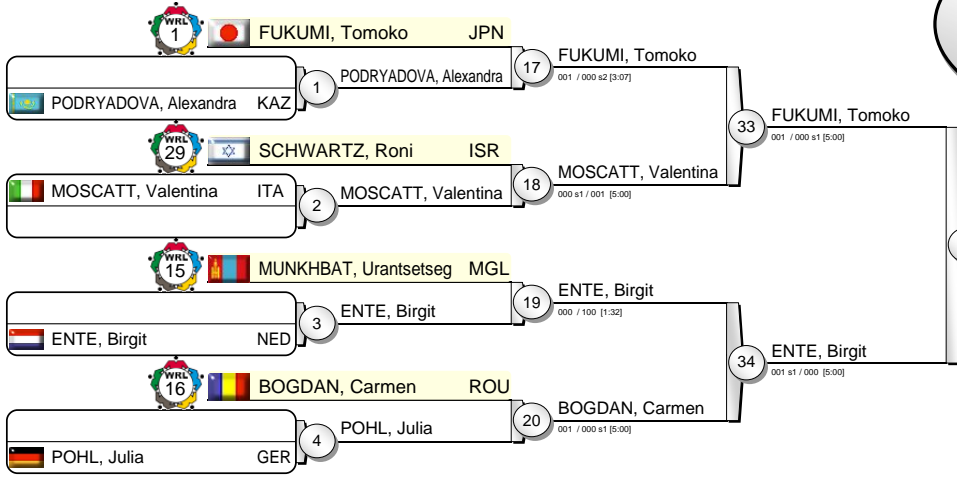 WRL
1
FUKUMI, Tomoko JPN
PODRYADOVA, Alexandra KAZ
1
PODRYADOVA, Alexandra
17
FUKUMI, Tomoko
001 / 000 s2 [3:07]
WRL
29
SCHWARTZ, Roni ISR
MOSCATT, Valentina ITA
2
MOSCATT, Valentina
18
MOSCATT, Valentina
000 s1 / 001 [5:00]
33
FUKUMI, Tomoko
001 / 000 s1 [5:00]
WRL
15
MUNKHBAT, Urantsetseg MGL
ENTE, Birgit NED
3
ENTE, Birgit
19
ENTE, Birgit
000 / 100 [1:32]
WRL
16
BOGDAN, Carmen ROU
POHL, Julia GER
4
POHL, Julia
20
BOGDAN, Carmen
001 / 000 s1 [5:00]
34
ENTE, Birgit
001 s1 / 000 [5:00]